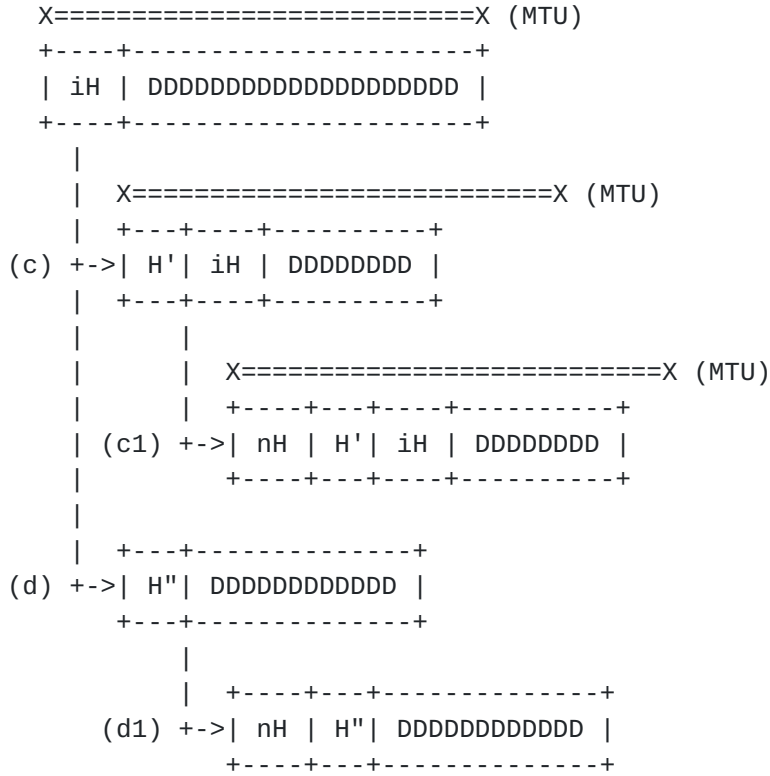 X===========================X (MTU)
+----+----------------------+
| iH | DDDDDDDDDDDDDDDDDDDD |
+----+----------------------+
|
| X===========================X (MTU)
| +---+----+----------+
(c) +->| H'| iH | DDDDDDDD |
| +---+----+----------+
| |
| | X===========================X (MTU)
| | +----+---+----+----------+
| (c1) +->| nH | H'| iH | DDDDDDDD |
| +----+---+----+----------+
|
| +---+--------------+
(d) +->| H"| DDDDDDDDDDDD |
+---+--------------+
|
| +----+---+--------------+
(d1) +->| nH | H"| DDDDDDDDDDDD |
+----+---+--------------+